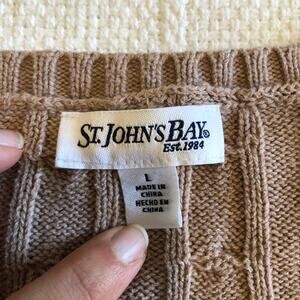 ST. JOHN'S BAY®
Est. 1984
L
MADE IN
CHINA
HECHO EN
CHINA